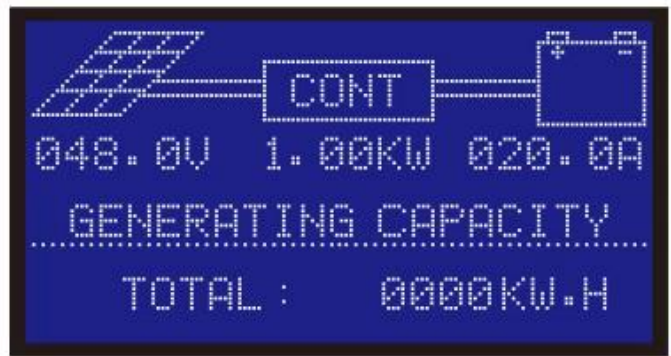 + -
CONT
048.0V 1.00KW 020.0A
GENERATING CAPACITY
TOTAL: 0000KW.H